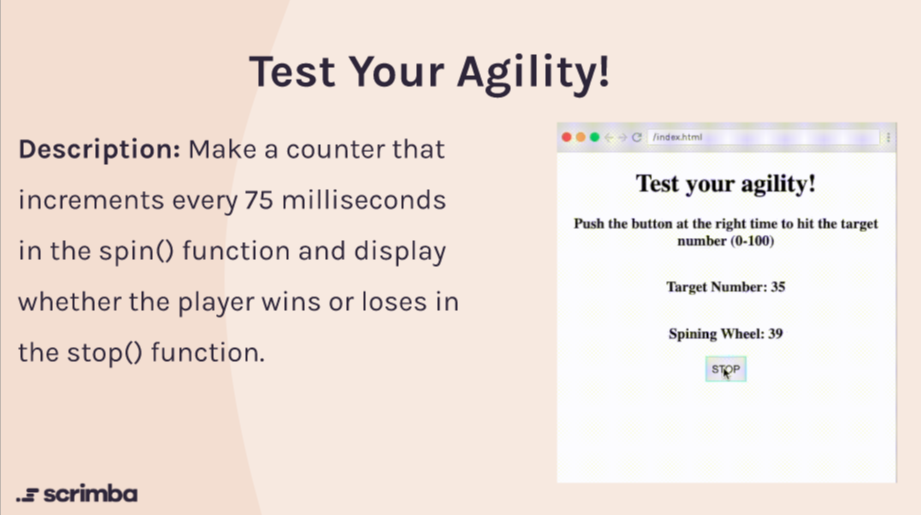 Test Your Agility!
Description: Make a counter that
increments every 75 milliseconds
in the spin() function and display
whether the player wins or loses in
the stop() function.
/index.html
Test your agility!
Push the button at the right time to hit the target
number (0-100)
Target Number: 35
Spining Wheel: 39
STOP
scrimba